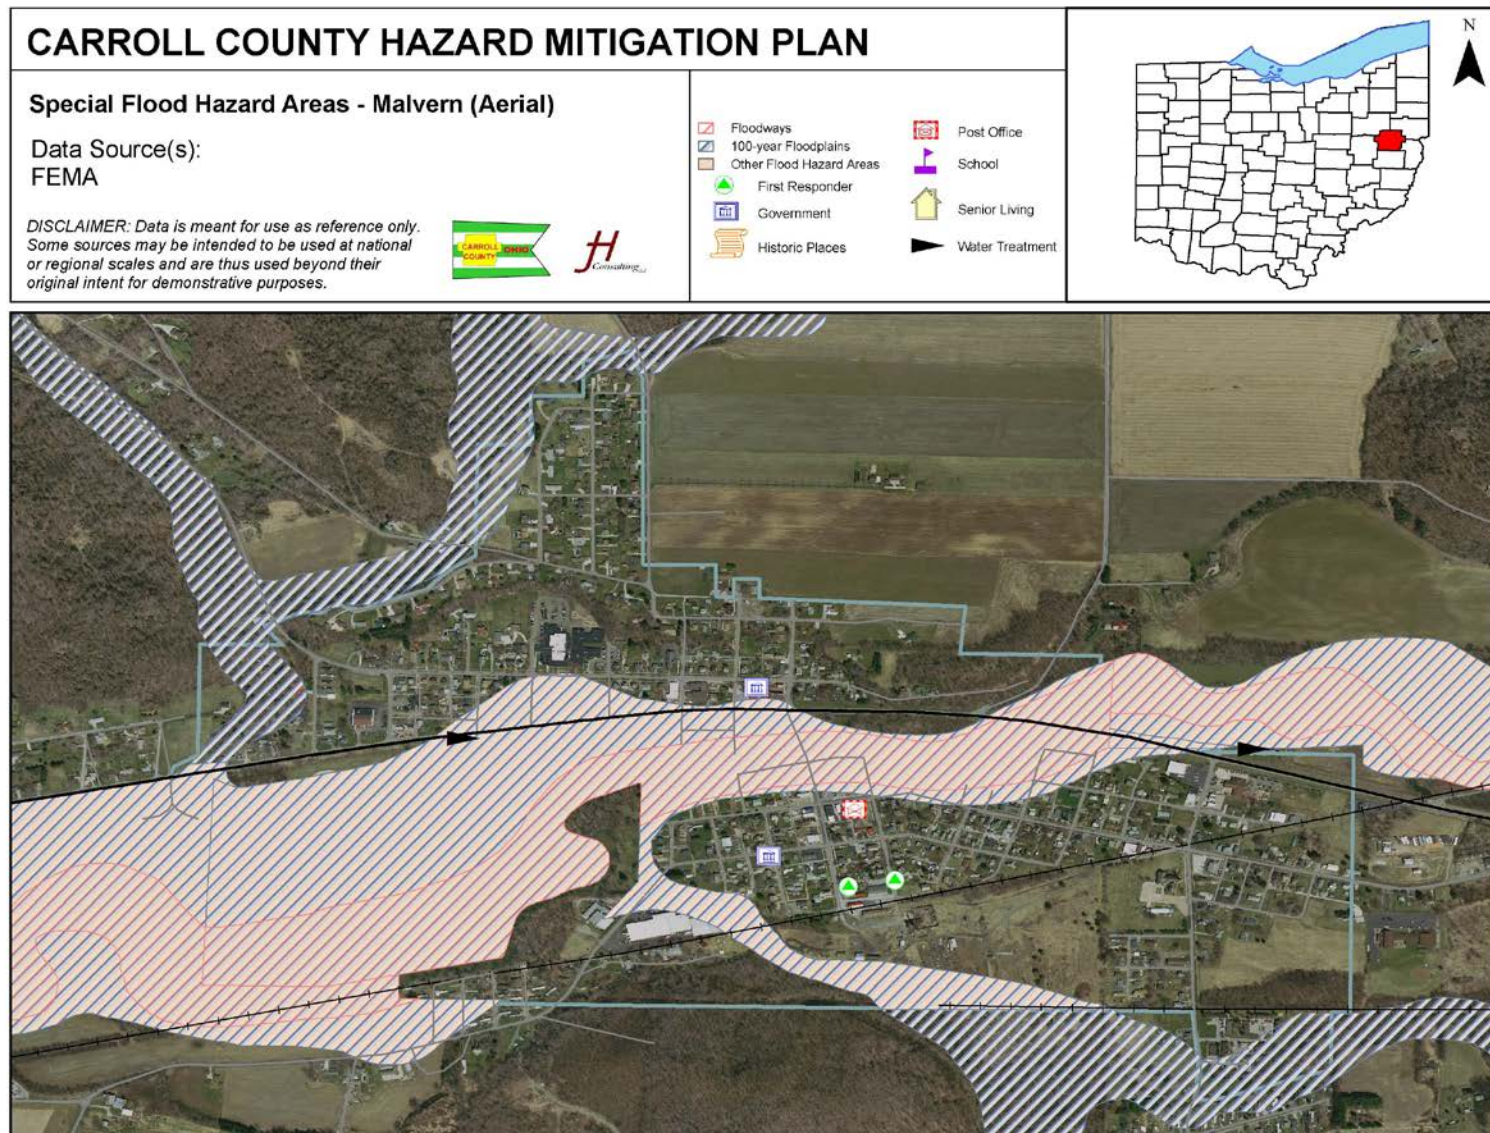 CARROLL COUNTY HAZARD MITIGATION PLAN
Special Flood Hazard Areas - Malvern (Aerial)
Data Source(s):
FEMA
DISCLAIMER: Data is meant for use as reference only.
Some sources may be intended to be used at national
or regional scales and are thus used beyond their
original intent for demonstrative purposes.
CARROLL
COUNTY
OHIO
JH
Consulting
Floodways
100-year Floodplains
Other Flood Hazard Areas
First Responder
Government
Historic Places
Post Office
School
Senior Living
Water Treatment
N